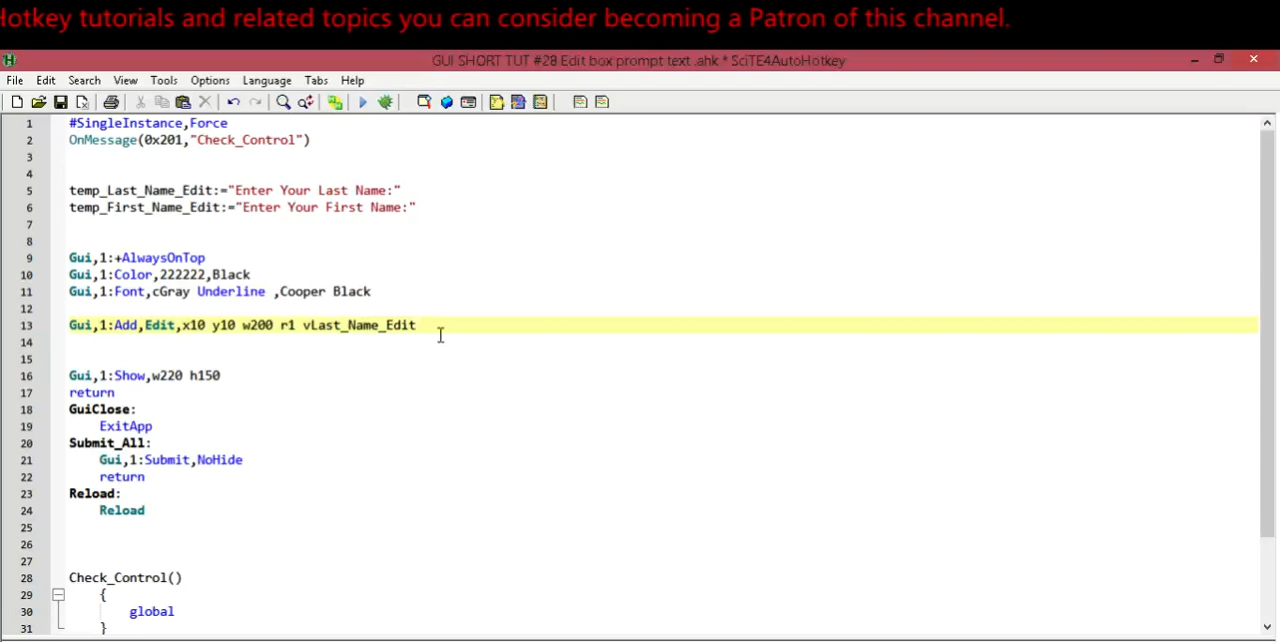 Hotkey tutorials and related topics you can consider becoming a Patron of this channel.
GUI SHORT TUT #28 Edit box prompt text .ahk * SciTE4AutoHotkey
File Edit Search View Tools Options Language Tabs Help
1 #SingleInstance,Force
2 OnMessage(0x201,"Check_Control")
3
4
5 temp_Last_Name_Edit:="Enter Your Last Name:"
6 temp_First_Name_Edit:="Enter Your First Name:"
7
8
9 Gui,1:+AlwaysOnTop
10 Gui,1:Color,222222,Black
11 Gui,1:Font,cGray Underline ,Cooper Black
12
13 Gui,1:Add,Edit,x10 y10 w200 r1 vLast_Name_Edit
14
15
16 Gui,1:Show,w220 h150
17 return
18 GuiClose:
19 ExitApp
20 Submit_All:
21 Gui,1:Submit,NoHide
22 return
23 Reload:
24 Reload
25
26
27
28 Check_Control()
29 {
30 global
31 }